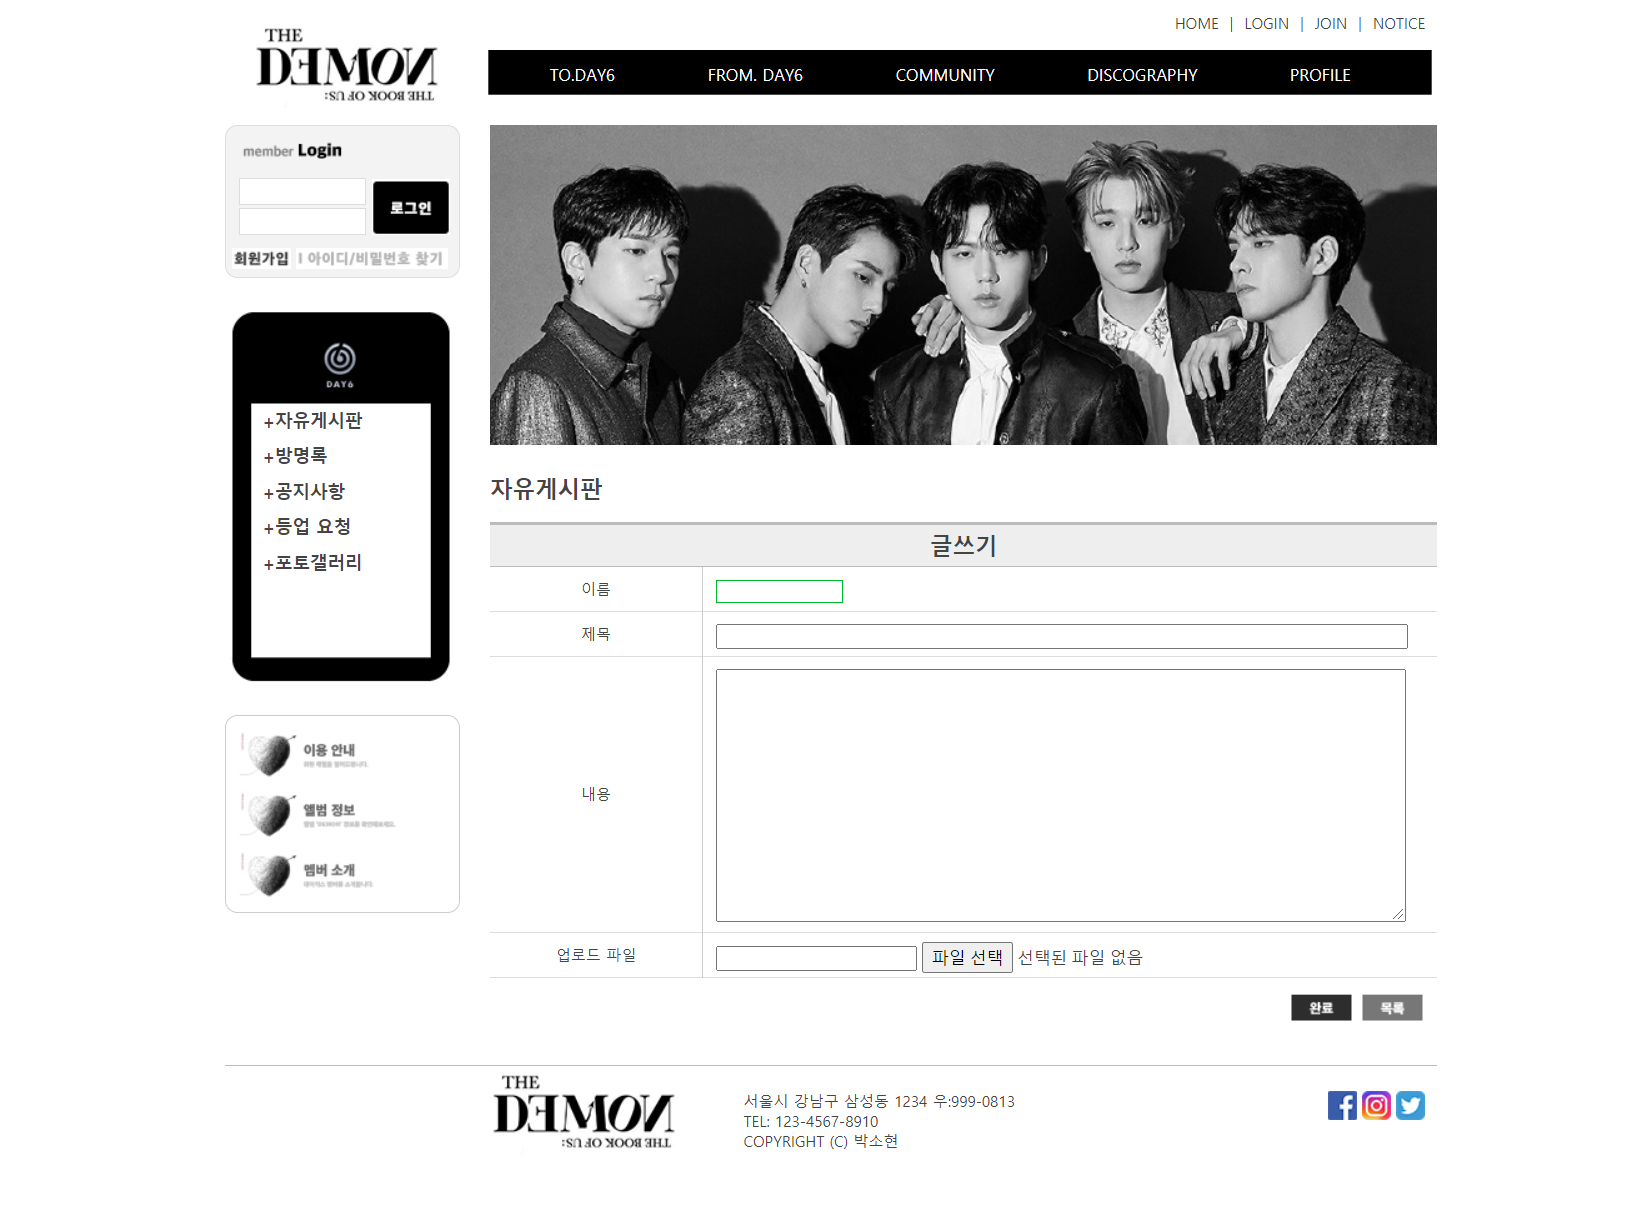 HOME | LOGIN | JOIN | NOTICE
THE
DEMON
THE BOOK OF US:
TO.DAY6 FROM. DAY6 COMMUNITY DISCOGRAPHY PROFILE
member Login
로그인
회원가입 I 아이디/비밀번호 찾기
DAY6
+자유게시판
+방명록
+공지사항
+등업 요청
+포토갤러리
이용 안내
앨범 정보
멤버 소개
자유게시판
글쓰기
이름
제목
내용
업로드 파일 파일 선택 선택된 파일 없음
완료 목록
THE
DEMON
THE BOOK OF US:
서울시 강남구 삼성동 1234 우:999-0813
TEL: 123-4567-8910
COPYRIGHT (C) 박소현